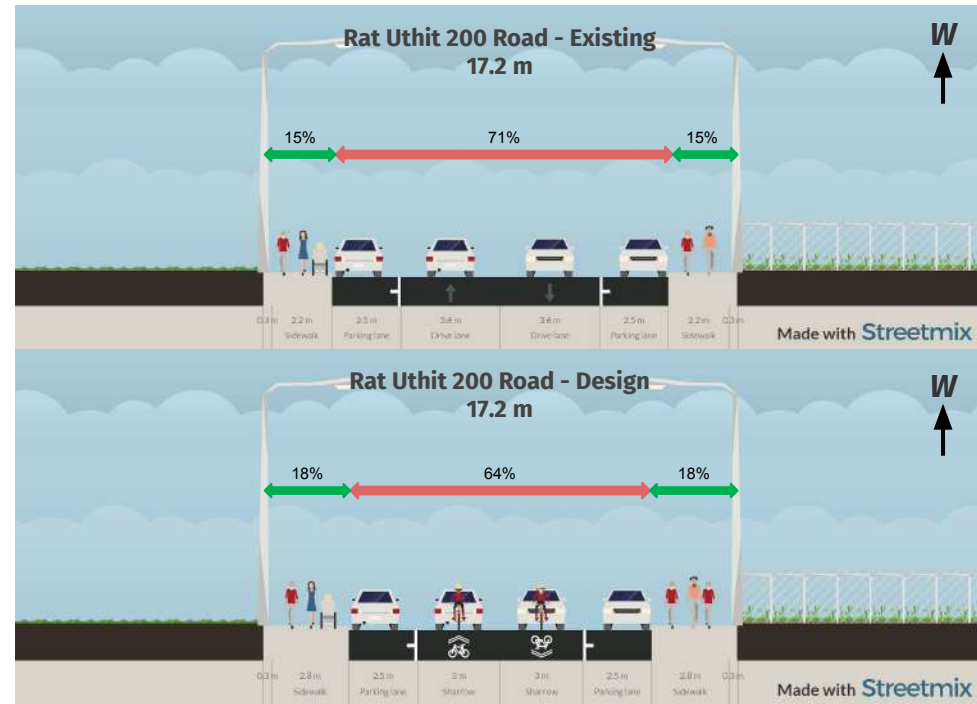 Rat Uthit 200 Road - Existing
17.2 m
W
15% 71% 15%
0.3 m 2.2 m 2.5 m 3.6 m 3.6 m 2.5 m 2.2 m 0.3 m
Sidewalk Parking lane Drive lane Drive lane Parking lane Sidewalk
Made with Streetmix
Rat Uthit 200 Road - Design
17.2 m
W
18% 64% 18%
0.3 m 2.8 m 2.5 m 3 m 3 m 2.5 m 2.8 m 0.3 m
Sidewalk Parking lane Sharrow Sharrow Parking lane Sidewalk
Made with Streetmix